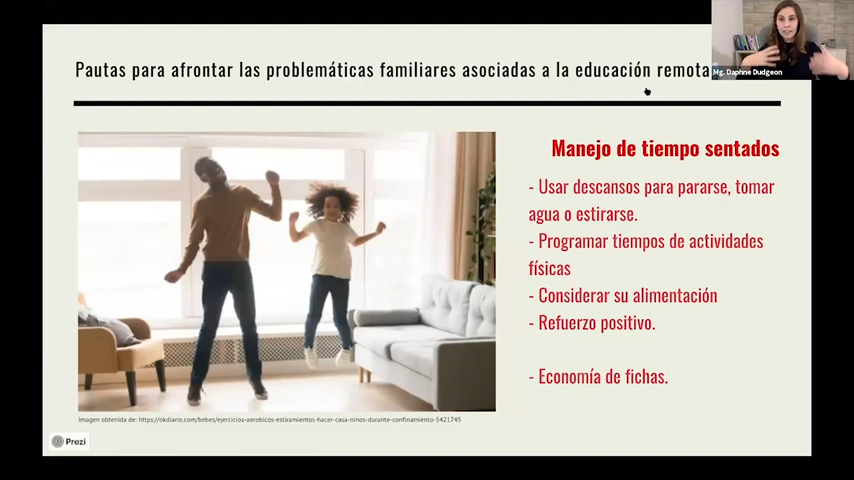 Pautas para afrontar las problemáticas familiares asociadas a la educación remota
Mg. Daphne Dudgeon
Manejo de tiempo sentados
- Usar descansos para pararse, tomar
agua o estirarse.
- Programar tiempos de actividades
físicas
- Considerar su alimentación
- Refuerzo positivo.
- Economía de fichas.
Imagen obtenida de: https://okdiario.com/bebes/ejercicios-aerobicos-estiramientos-hacer-casa-ninos-durante-confinamiento-5421745
Prezi